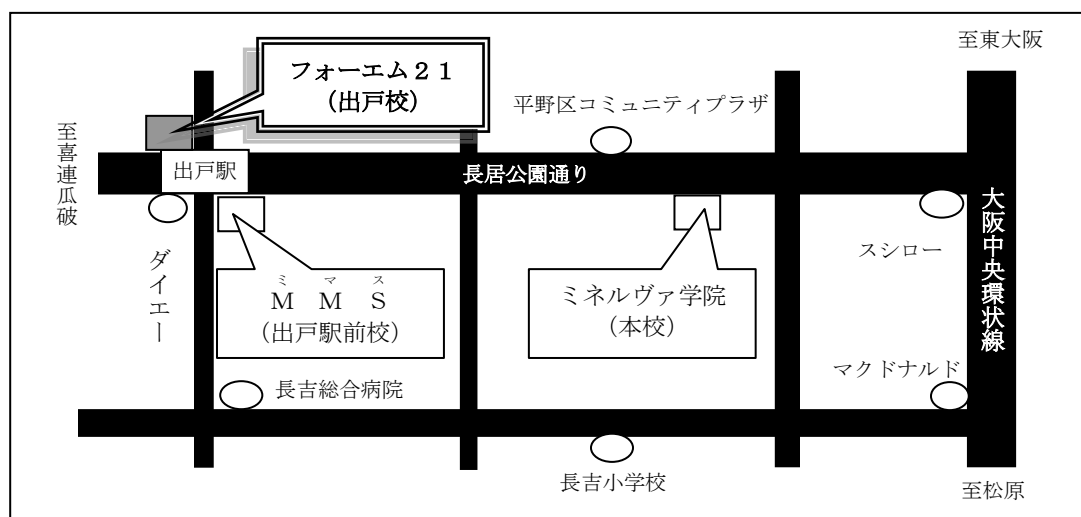 至東大阪
フォーエム２１
（出戸校）
平野区コミュニティプラザ
至喜連瓜破
出戸駅
長居公園通り
大阪中央環状線
スシロー
ダイエー
ミ マ ス
Ｍ Ｍ Ｓ
（出戸駅前校）
ミネルヴァ学院
（本校）
マクドナルド
長吉総合病院
長吉小学校
至松原